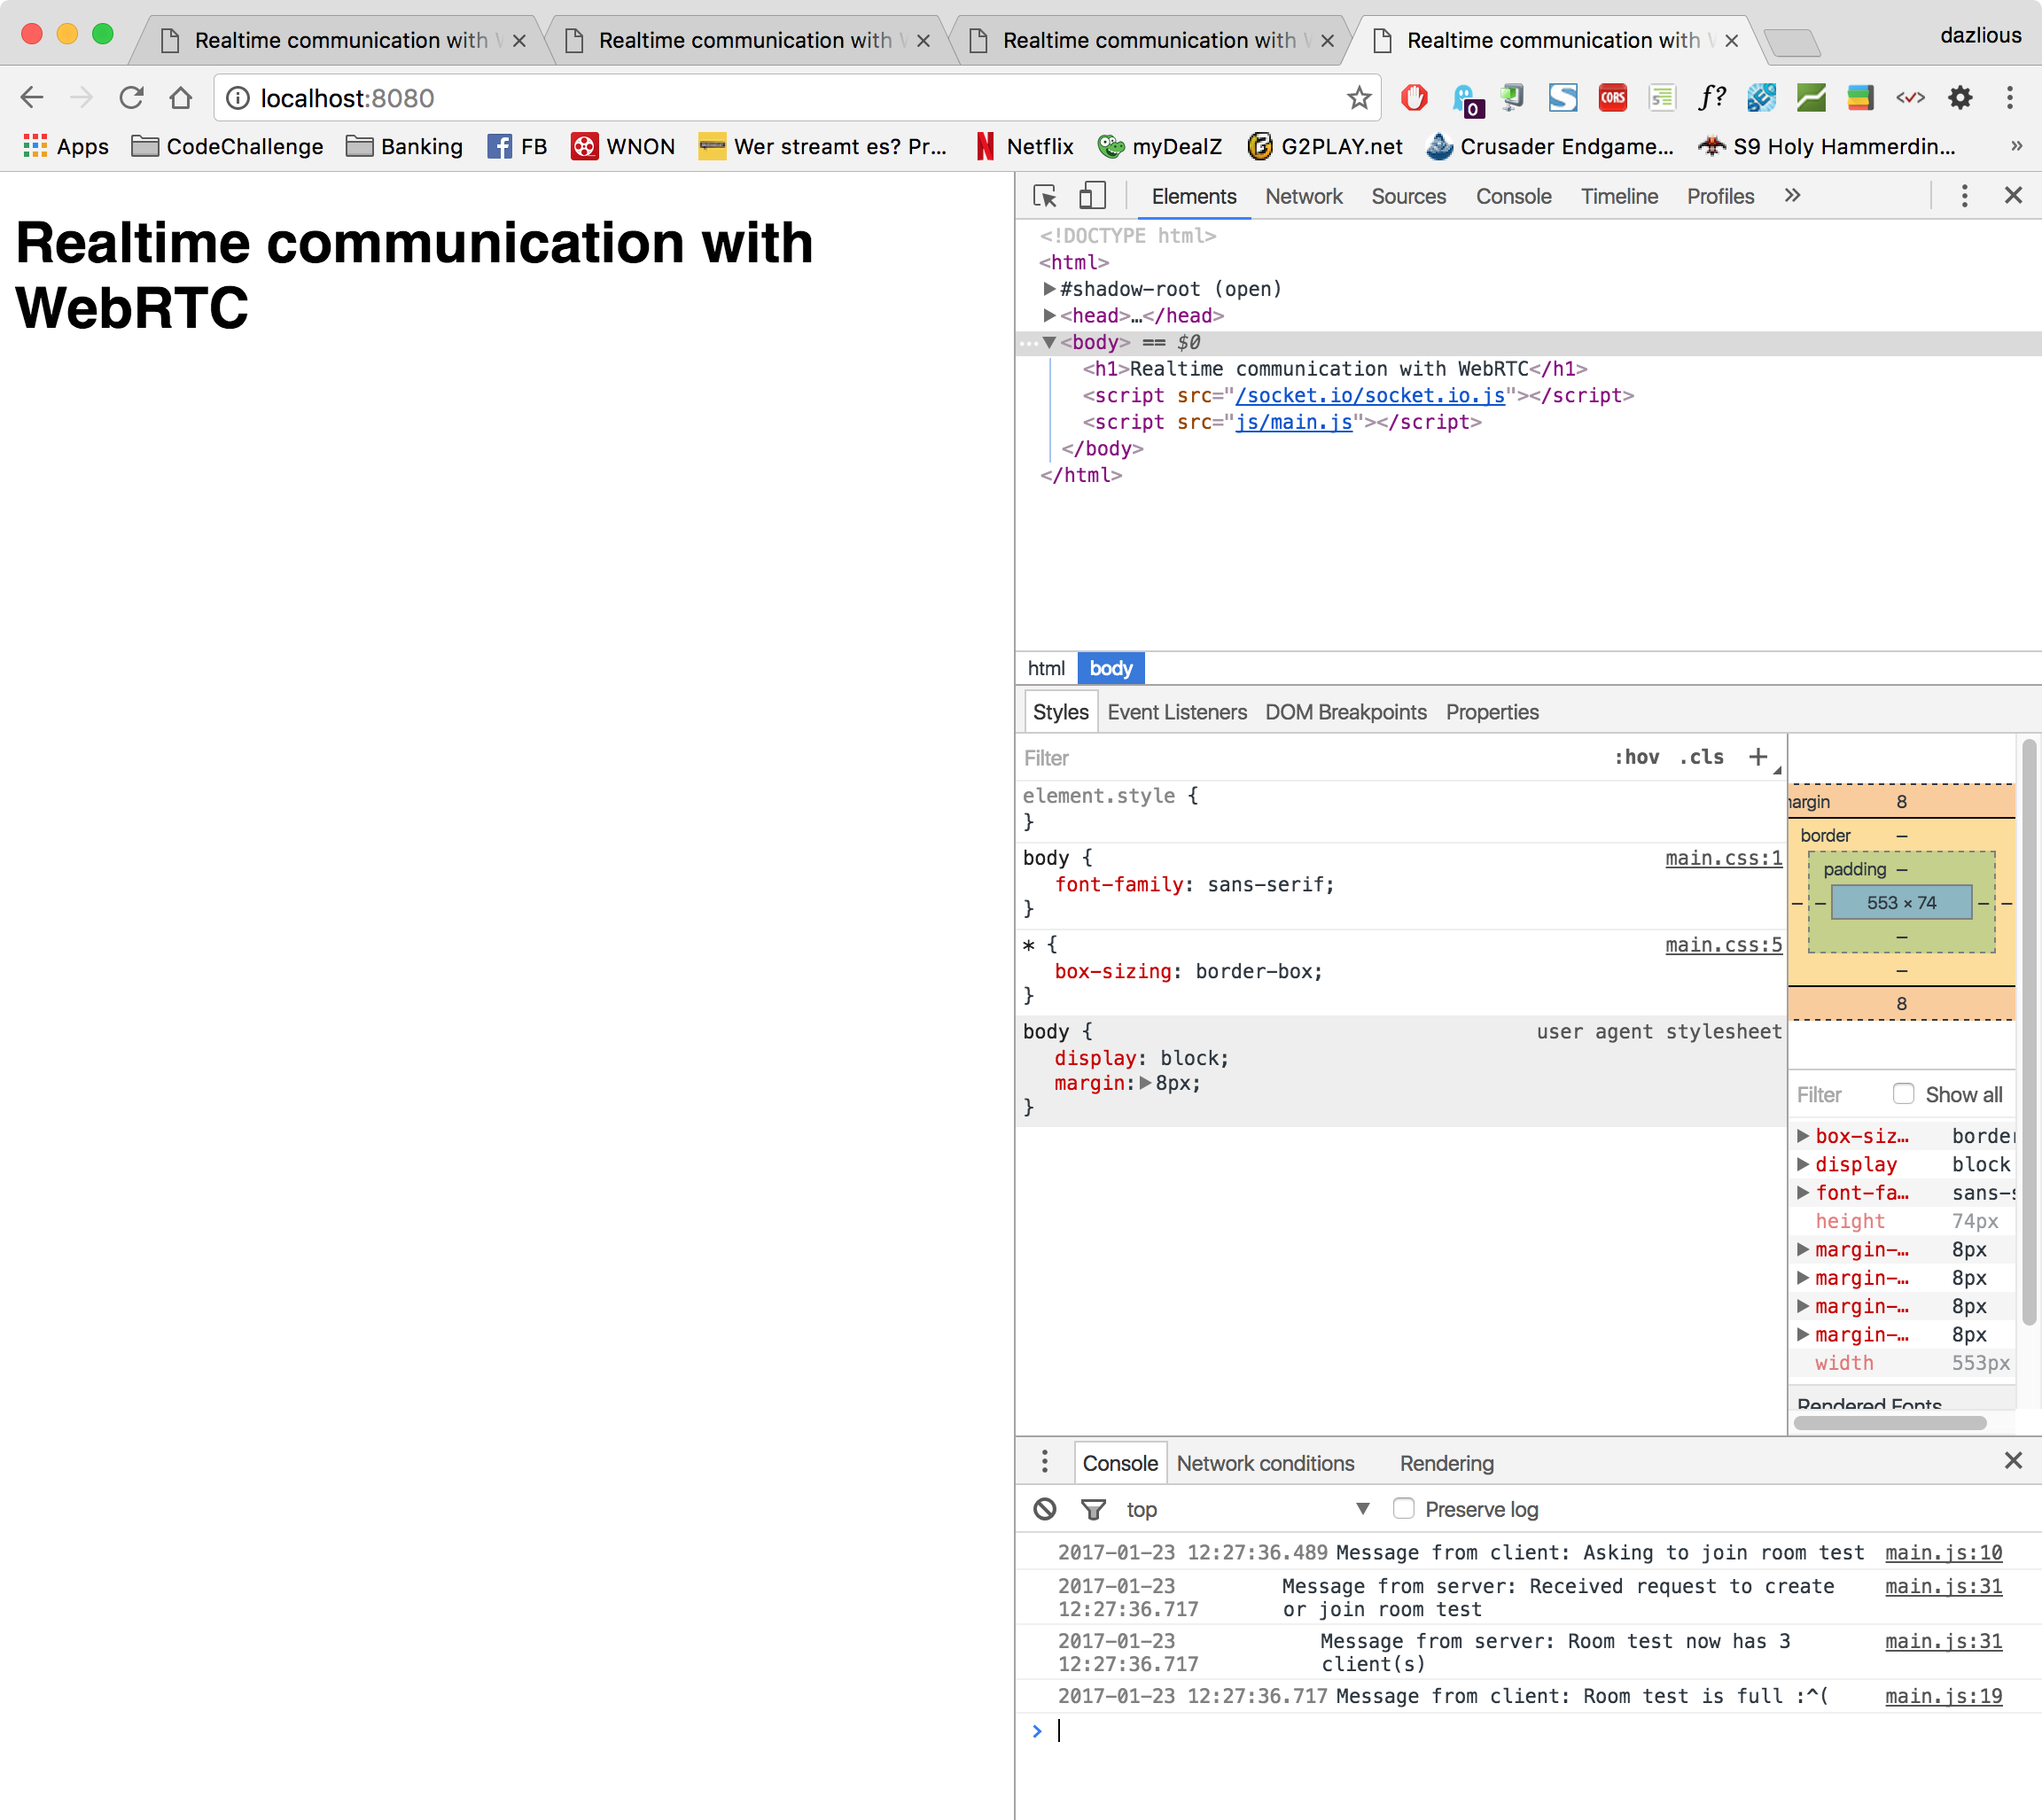 Realtime communication with
Realtime communication with
Realtime communication with
Realtime communication with
dazlious
localhost:8080
0
CORS
f?
Apps
CodeChallenge
Banking
FB
WNON
Wer streamt es? Pr...
Netflix
myDealZ
G2PLAY.net
Crusader Endgame...
S9 Holy Hammerdin...
»
Realtime communication with
WebRTC
Elements Network Sources Console Timeline Profiles »
<!DOCTYPE html>
<html>
#shadow-root (open)
<head>…</head>
<body> == $0
<h1>Realtime communication with WebRTC</h1>
<script src="/socket.io/socket.io.js"></script>
<script src="js/main.js"></script>
</body>
</html>
html body
Styles Event Listeners DOM Breakpoints Properties
Filter :hov .cls +
element.style {
}
body { main.css:1
font-family: sans-serif;
}
* { main.css:5
box-sizing: border-box;
}
body { user agent stylesheet
display: block;
margin: 8px;
}
argin 8
border –
padding –
– – 553 × 74 – –
–
–
8
Filter Show all
box-siz… border
display block
font-fa… sans-s
height 74px
margin-… 8px
margin-… 8px
margin-… 8px
margin-… 8px
width 553px
Rendered Fonts
Console Network conditions Rendering
top Preserve log
2017-01-23 12:27:36.489 Message from client: Asking to join room test main.js:10
2017-01-23 Message from server: Received request to create main.js:31
12:27:36.717 or join room test
2017-01-23 Message from server: Room test now has 3 main.js:31
12:27:36.717 client(s)
2017-01-23 12:27:36.717 Message from client: Room test is full :^( main.js:19
>